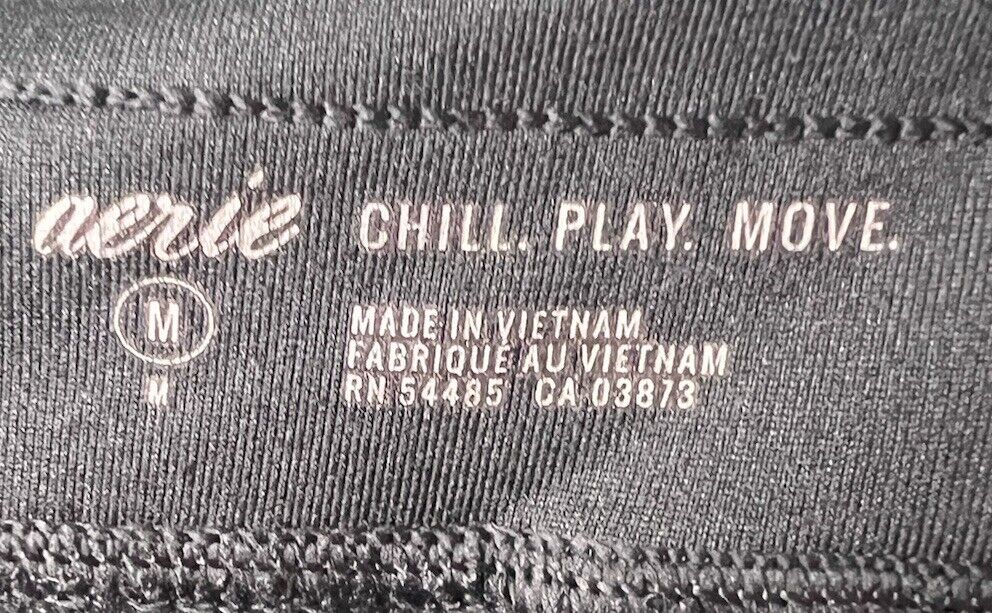 aerie CHILL. PLAY. MOVE.
M
M
MADE IN VIETNAM
FABRIQUE AU VIETNAM
RN 54485 CA 03873